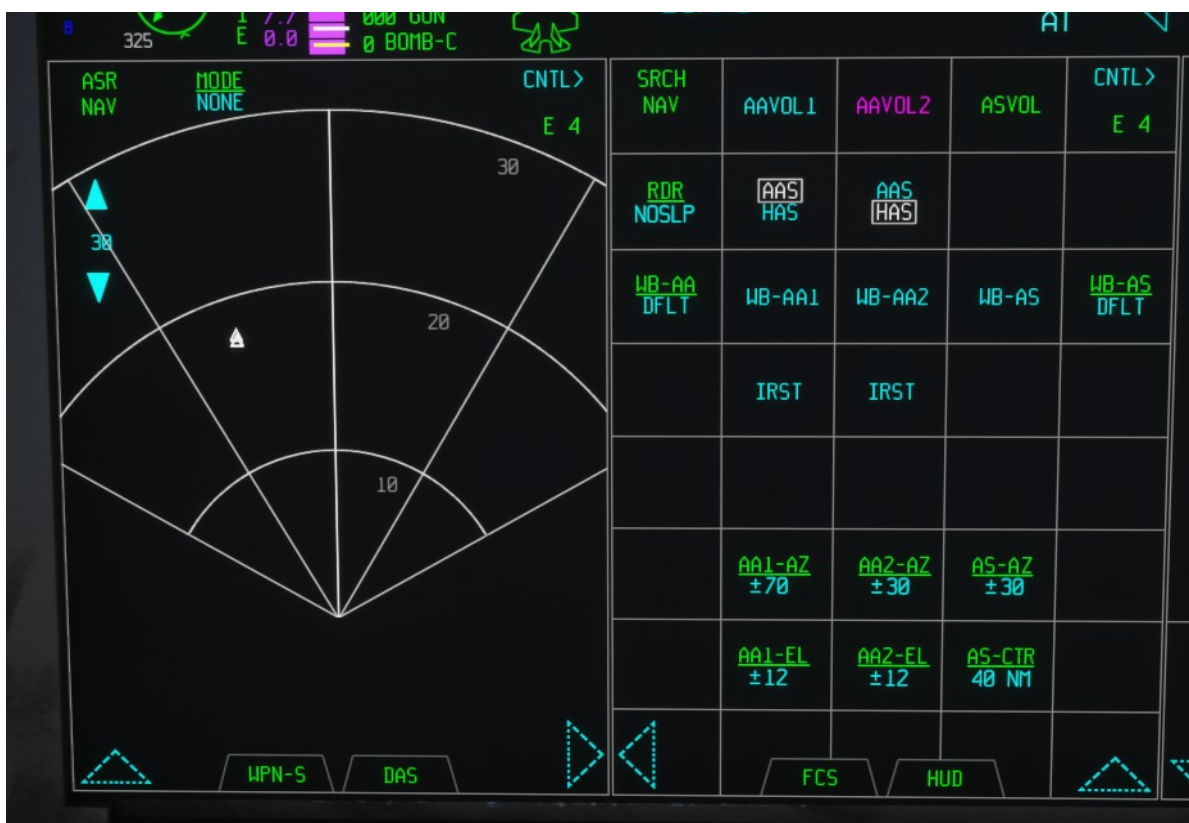 325
E 0.0
0 BOMB-C
AT
ASR
NAV
MODE
NONE
CNTL>
E 4
30
30
20
10
WPN-S
DAS
SRCH
NAV
AAVOL1
AAVOL2
ASVOL
CNTL>
E 4
RDR
NOSLP
AAS
HAS
AAS
HAS
WB-AA
DFLT
WB-AA1
WB-AA2
WB-AS
WB-AS
DFLT
IRST
IRST
AA1-AZ
±70
AA2-AZ
±30
AS-AZ
±30
AA1-EL
±12
AA2-EL
±12
AS-CTR
40 NM
FCS
HUD